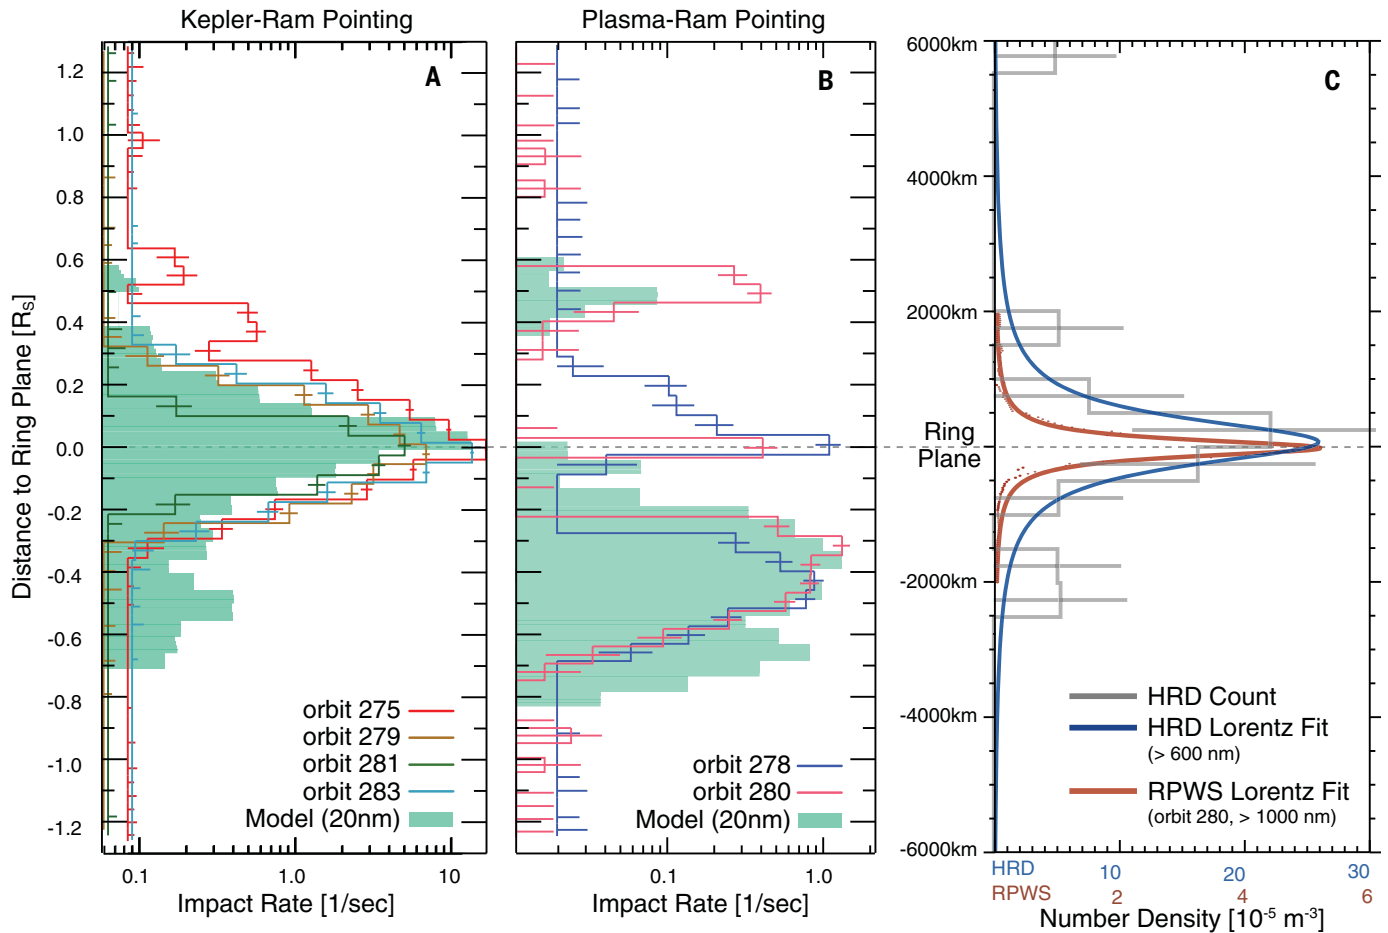 Kepler-Ram Pointing
Plasma-Ram Pointing
A
B
C
Distance to Ring Plane [Rs]
1.2
1.0
0.8
0.6
0.4
0.2
0.0
-0.2
-0.4
-0.6
-0.8
-1.0
-1.2
orbit 275
orbit 279
orbit 281
orbit 283
Model (20nm)
0.1
1.0
10
Impact Rate [1/sec]
orbit 278
orbit 280
Model (20nm)
0.1
1.0
Impact Rate [1/sec]
6000km
4000km
2000km
Ring
Plane
-2000km
-4000km
-6000km
HRD Count
HRD Lorentz Fit
(> 600 nm)
RPWS Lorentz Fit
(orbit 280, > 1000 nm)
HRD 10 20 30
RPWS 2 4 6
Number Density [10⁻⁵ m⁻³]